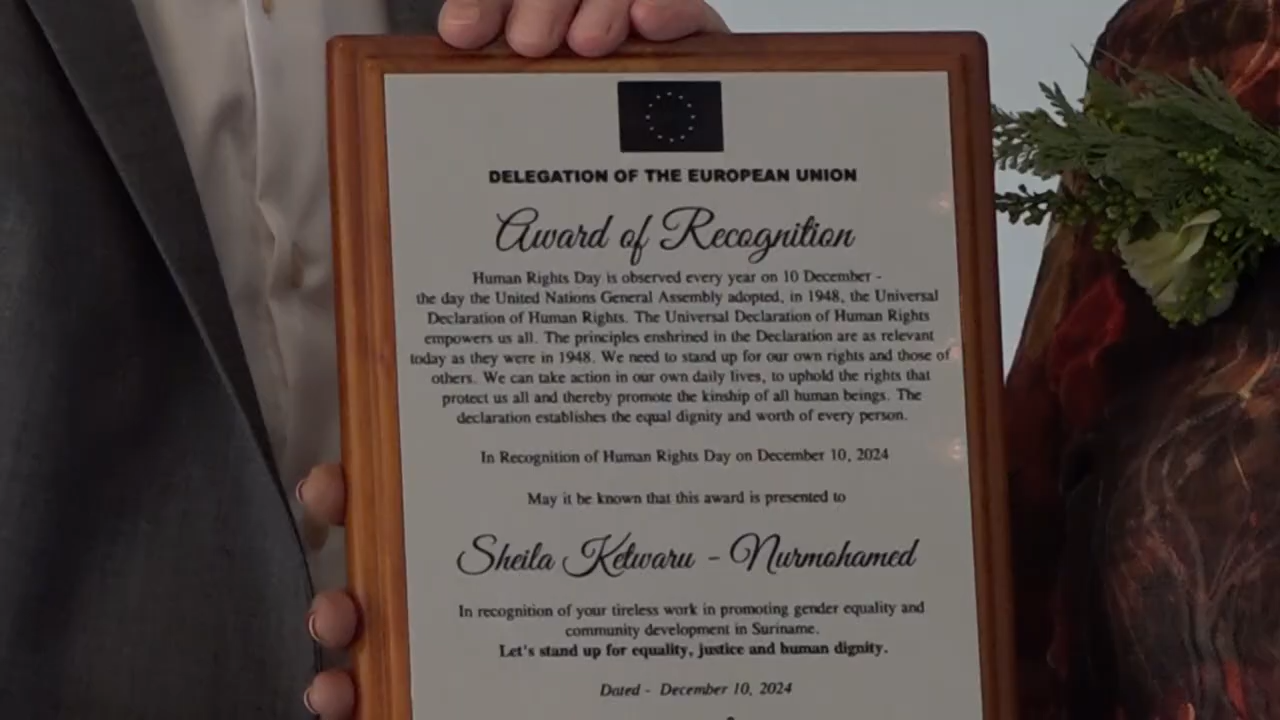 DELEGATION OF THE EUROPEAN UNION
Award of Recognition
Human Rights Day is observed every year on 10 December -
the day the United Nations General Assembly adopted, in 1948, the Universal
Declaration of Human Rights. The Universal Declaration of Human Rights
empowers us all. The principles enshrined in the Declaration are as relevant
today as they were in 1948. We need to stand up for our own rights and those of
others. We can take action in our own daily lives, to uphold the rights that
protect us all and thereby promote the kinship of all human beings. The
declaration establishes the equal dignity and worth of every person.
In Recognition of Human Rights Day on December 10, 2024
May it be known that this award is presented to
Sheila Ketwaru - Nurmohamed
In recognition of your tireless work in promoting gender equality and
community development in Suriname.
Let's stand up for equality, justice and human dignity.
Dated - December 10, 2024